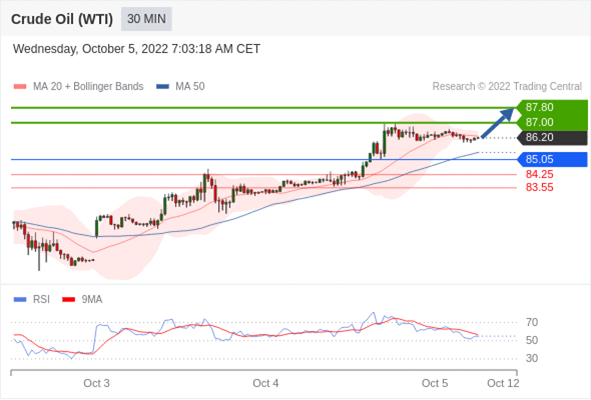 Crude Oil (WTI) 30 MIN
Wednesday, October 5, 2022 7:03:18 AM CET
MA 20 + Bollinger Bands MA 50 Research © 2022 Trading Central
87.80
87.00
86.20
85.05
84.25
83.55
RSI 9MA
70
50
30
Oct 3 Oct 4 Oct 5 Oct 12